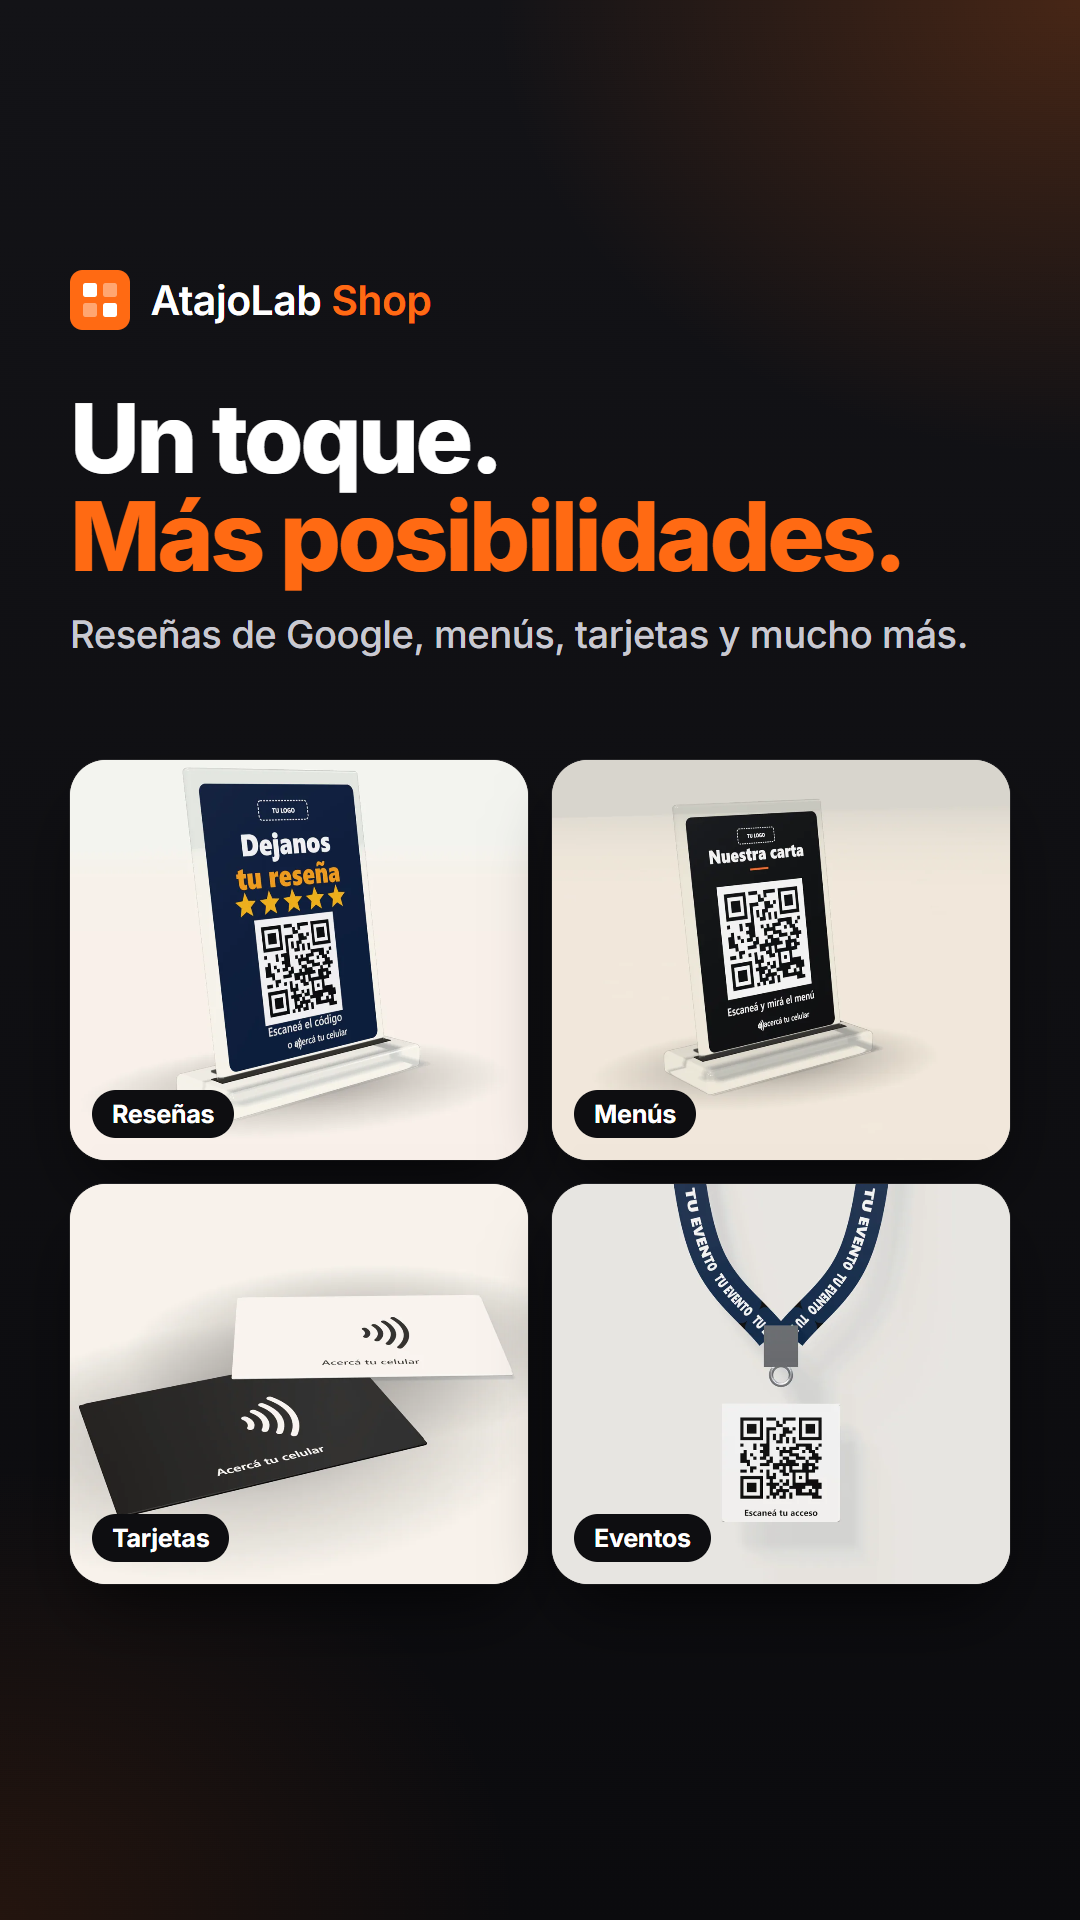 AtajoLab Shop
Un toque.
Más posibilidades.
Reseñas de Google, menús, tarjetas y mucho más.
TU LOGO
Dejanos
tu reseña
Escaneá el código
o acercá tu celular
Reseñas
TU LOGO
Nuestra carta
Escaneá y mirá el menú
acercá tu celular
Menús
Acercá tu celular
Acercá tu celular
Tarjetas
TU EVENTO TU EVENTO TU
TU EVENTO TU EVENTO TU
Escaneá tu acceso
Eventos